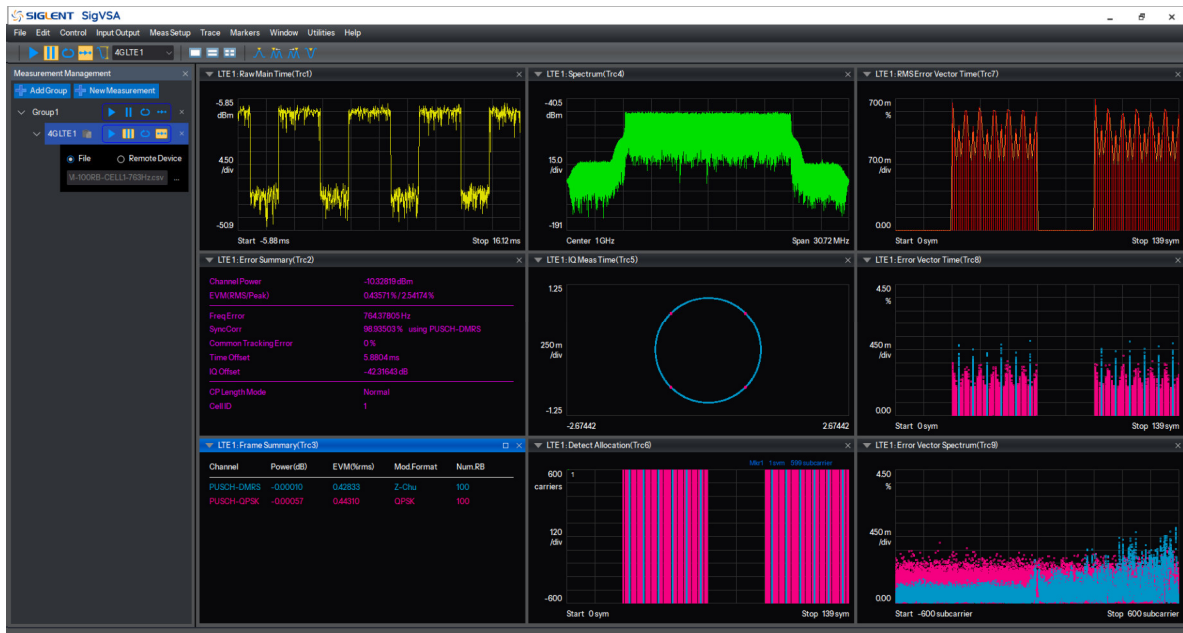 SIGLENT SigVSA
File Edit Control Input Output Meas Setup Trace Markers Window Utilities Help
4G LTE 1
Measurement Management
Add Group New Measurement
Group1
4G LTE 1
File Remote Device
VI-100RB-CELL1-763Hz.csv ...
LTE 1: Raw Main Time(Trc1)
-5.85
dBm
4.50
/div
-50.9
Start -5.88 ms Stop 16.12 ms
LTE 1: Spectrum(Trc4)
-40.5
dBm
15.0
/div
-191
Center 1 GHz Span 30.72 MHz
LTE 1: RMS Error Vector Time(Trc7)
700 m
%
700 m
/div
0.00
Start 0 sym Stop 139 sym
LTE 1: Error Summary(Trc2)
Channel Power -10.32619 dBm
EVM(RMS/Peak) 0.43571 % / 2.54174 %
Freq Error 764.37805 Hz
Sync Corr 98.93503 % using PUSCH-DMRS
Common Tracking Error 0 %
Time Offset 5.8804 ms
IQ Offset -42.31643 dB
CP Length Mode Normal
Cell ID 1
LTE 1: IQ Meas Time(Trc5)
1.25
250 m
/div
-1.25
-2.67442 2.67442
LTE 1: Error Vector Time(Trc8)
4.50
%
450 m
/div
0.00
Start 0 sym Stop 139 sym
LTE 1: Frame Summary(Trc3)
Channel Power(dB) EVM(%rms) Mod.Format Num.RB
PUSCH-DMRS -0.00010 0.42833 Z-Chu 100
PUSCH-QPSK -0.00057 0.44310 QPSK 100
LTE 1: Detect Allocation(Trc6)
Mkr1 1 sym 599 subcarrier
600
carriers
1
120
/div
-600
Start 0 sym Stop 139 sym
LTE 1: Error Vector Spectrum(Trc9)
4.50
%
450 m
/div
0.00
Start -600 subcarrier Stop 600 subcarrier